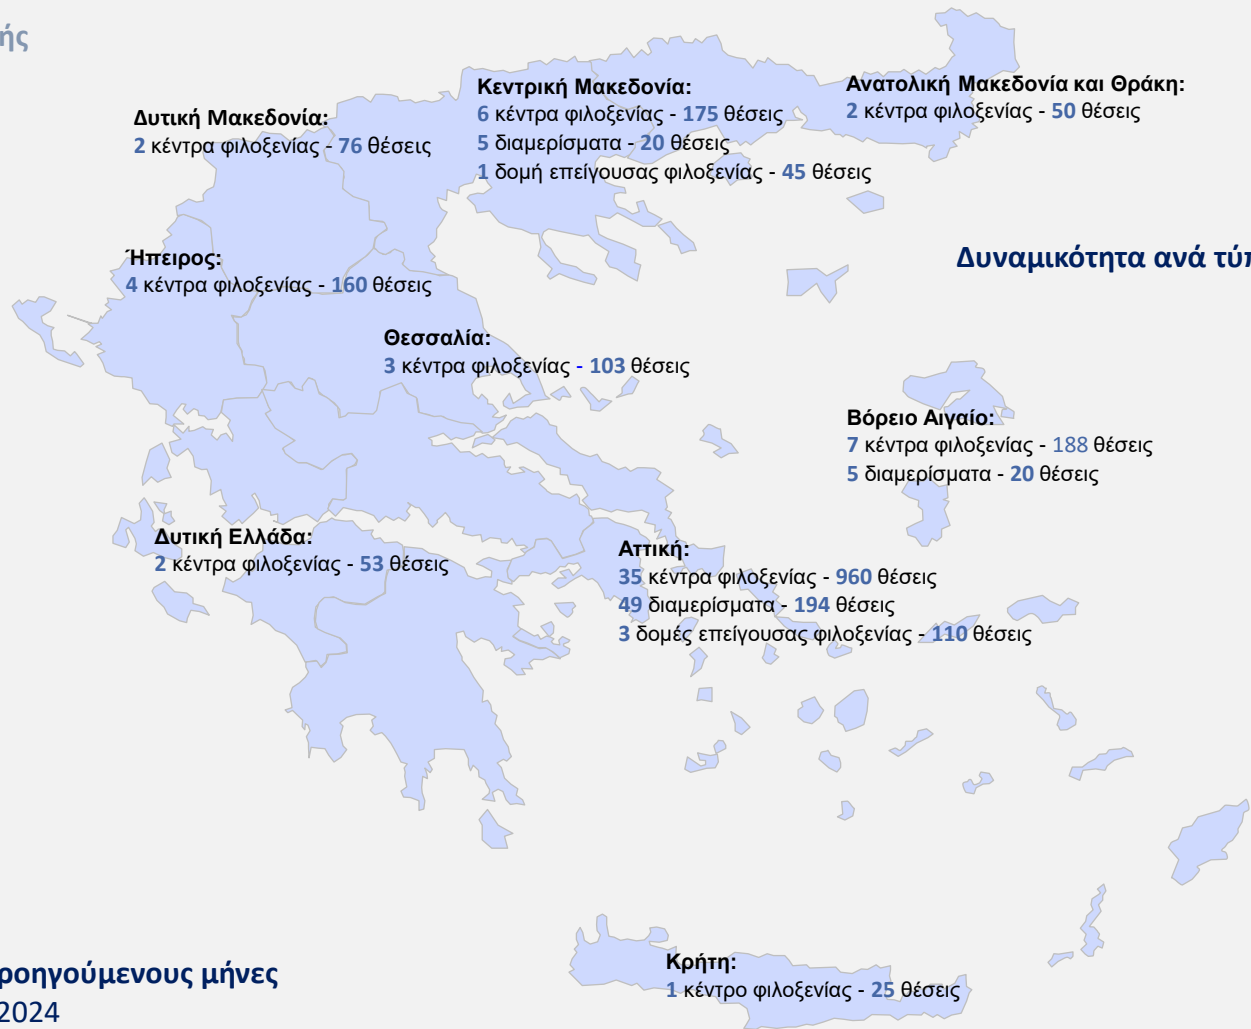 ής
Κεντρική Μακεδονία:
6 κέντρα φιλοξενίας - 175 θέσεις
5 διαμερίσματα - 20 θέσεις
1 δομή επείγουσας φιλοξενίας - 45 θέσεις
Ανατολική Μακεδονία και Θράκη:
2 κέντρα φιλοξενίας - 50 θέσεις
Δυτική Μακεδονία:
2 κέντρα φιλοξενίας - 76 θέσεις
Ήπειρος:
4 κέντρα φιλοξενίας - 160 θέσεις
Δυναμικότητα ανά τύπ
Θεσσαλία:
3 κέντρα φιλοξενίας - 103 θέσεις
Βόρειο Αιγαίο:
7 κέντρα φιλοξενίας - 188 θέσεις
5 διαμερίσματα - 20 θέσεις
Δυτική Ελλάδα:
2 κέντρα φιλοξενίας - 53 θέσεις
Αττική:
35 κέντρα φιλοξενίας - 960 θέσεις
49 διαμερίσματα - 194 θέσεις
3 δομές επείγουσας φιλοξενίας - 110 θέσεις
Κρήτη:
1 κέντρο φιλοξενίας - 25 θέσεις
ροηγούμενους μήνες
2024